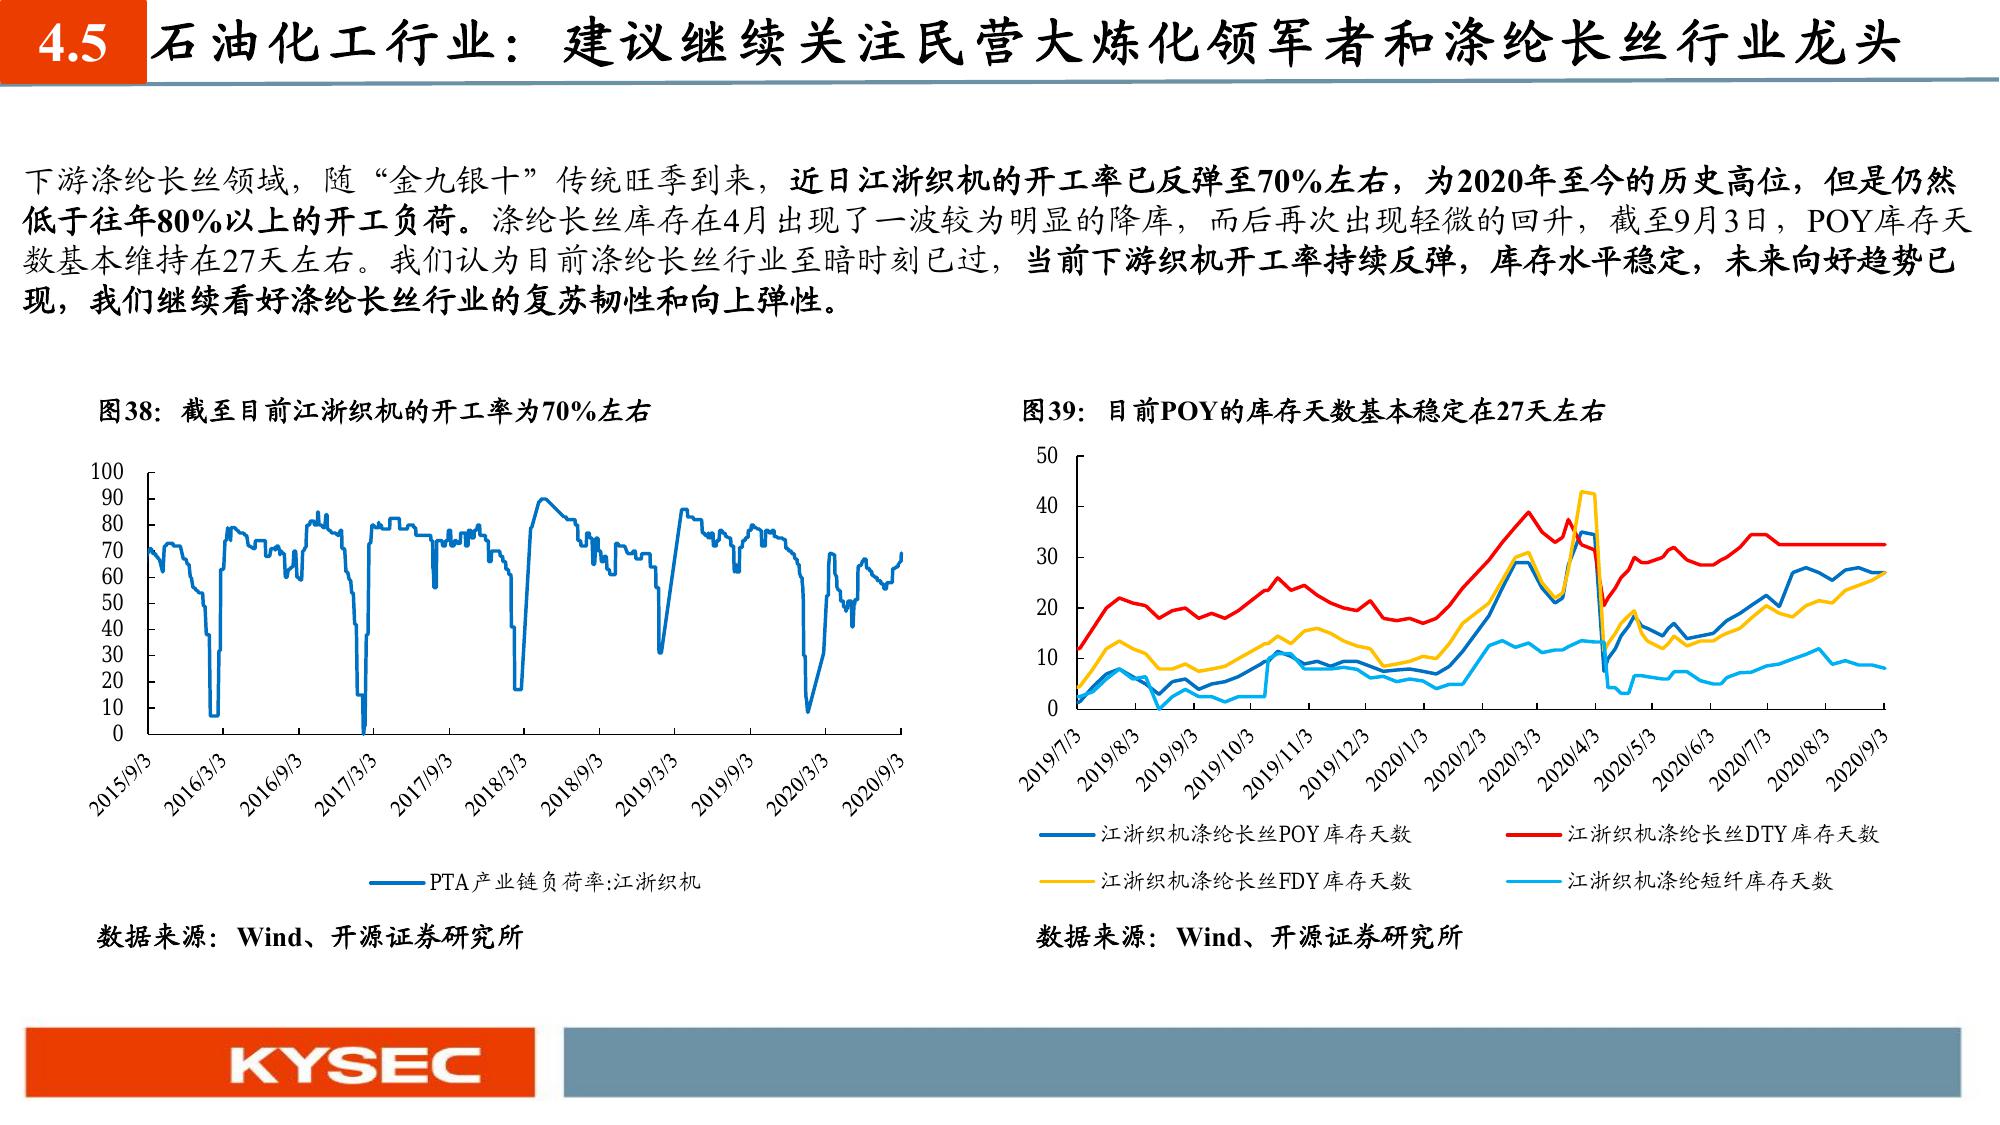 4.5 石油化工行业：建议继续关注民营大炼化领军者和涤纶长丝行业龙头
下游涤纶长丝领域，随“金九银十”传统旺季到来，近日江浙织机的开工率已反弹至70%左右，为2020年至今的历史高位，但是仍然
低于往年80%以上的开工负荷。涤纶长丝库存在4月出现了一波较为明显的降库，而后再次出现轻微的回升，截至9月3日，POY库存天
数基本维持在27天左右。我们认为目前涤纶长丝行业至暗时刻已过，当前下游织机开工率持续反弹，库存水平稳定，未来向好趋势已
现，我们继续看好涤纶长丝行业的复苏韧性和向上弹性。
图38：截至目前江浙织机的开工率为70%左右
100
90
80
70
60
50
40
30
20
10
0
2015/9/3
2016/3/3
2016/9/3
2017/3/3
2017/9/3
2018/3/3
2018/9/3
2019/3/3
2019/9/3
2020/3/3
2020/9/3
PTA产业链负荷率:江浙织机
数据来源：Wind、开源证券研究所
图39：目前POY的库存天数基本稳定在27天左右
50
40
30
20
10
0
2019/7/3
2019/8/3
2019/9/3
2019/10/3
2019/11/3
2019/12/3
2020/1/3
2020/2/3
2020/3/3
2020/4/3
2020/5/3
2020/6/3
2020/7/3
2020/8/3
2020/9/3
江浙织机涤纶长丝POY库存天数
江浙织机涤纶长丝DTY库存天数
江浙织机涤纶长丝FDY库存天数
江浙织机涤纶短纤库存天数
数据来源：Wind、开源证券研究所
KYSEC